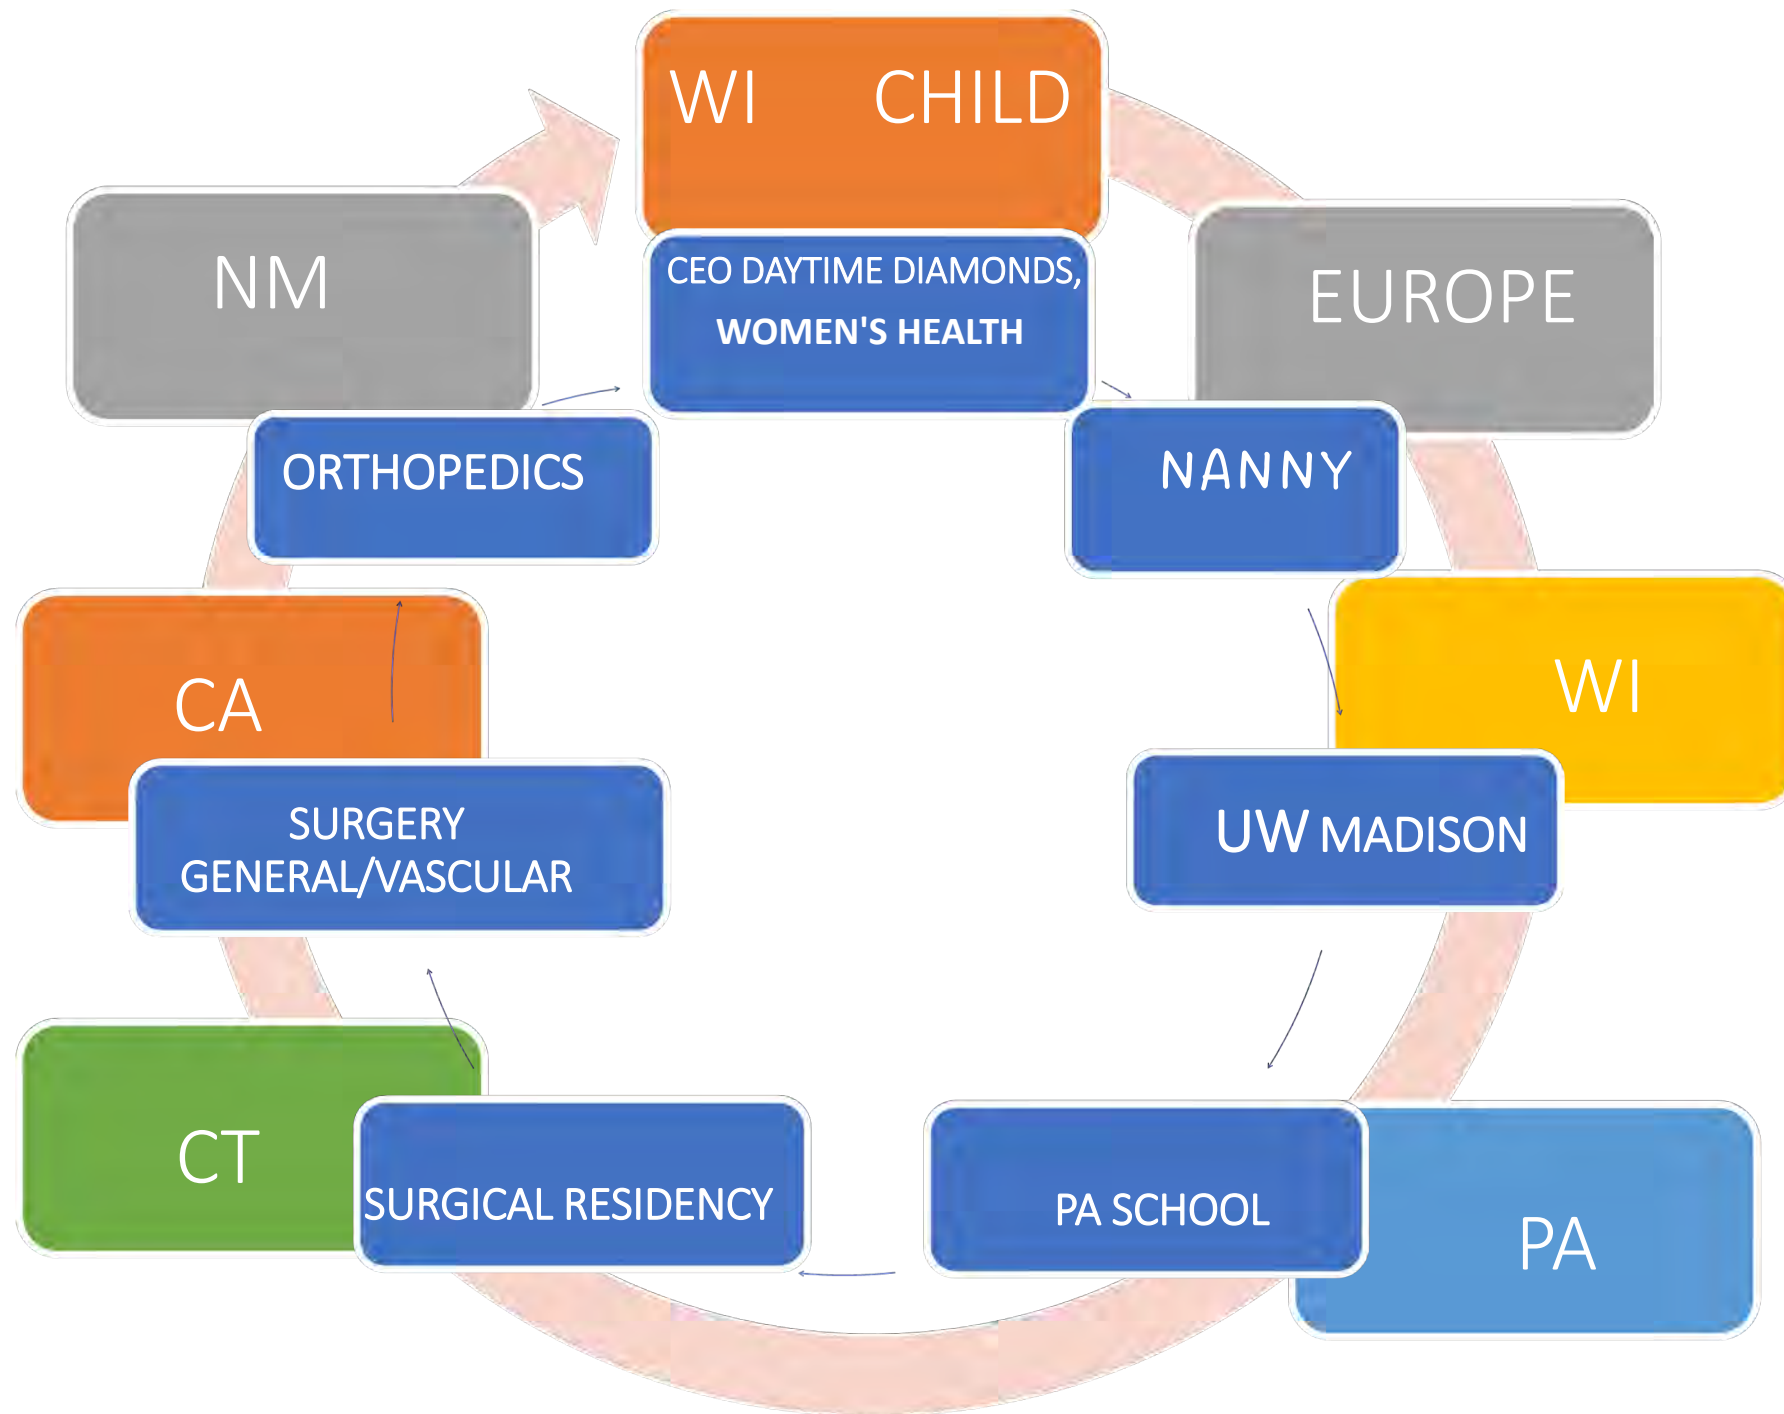 WI CHILD
CEO DAYTIME DIAMONDS,
WOMEN'S HEALTH
EUROPE
NANNY
WI
UW MADISON
PA
PA SCHOOL
CT
SURGICAL RESIDENCY
CA
SURGERY
GENERAL/VASCULAR
NM
ORTHOPEDICS